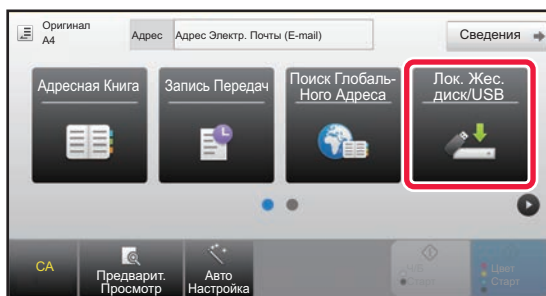 Оригинал
A4
Адрес
Адрес Электр. Почты (E-mail)
Сведения
Адресная Книга
Запись Передач
Поиск Глобаль-
Ного Адреса
Лок. Жес.
диск/USB
CA
Предварит.
Просмотр
Авто
Настройка
Ч/Б
Старт
Цвет
Старт